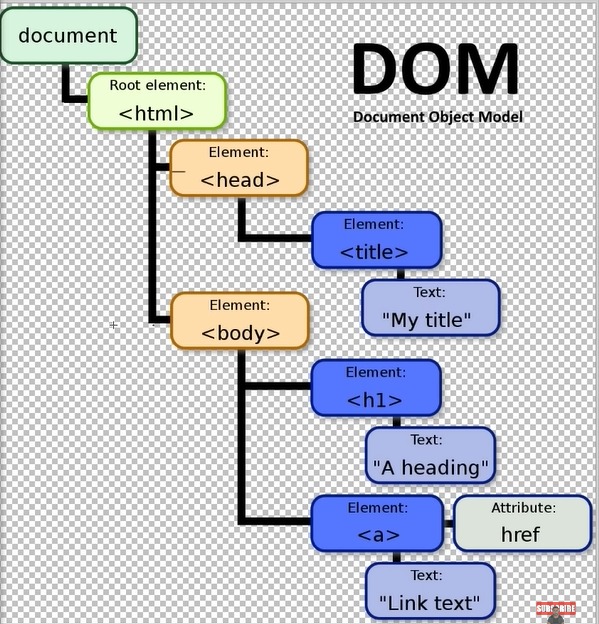 document
DOM
Document Object Model
Root element:
<html>
Element:
<head>
Element:
<title>
Text:
"My title"
Element:
<body>
Element:
<h1>
Text:
"A heading"
Element:
<a>
Attribute:
href
Text:
"Link text"
SUBSCRIBE